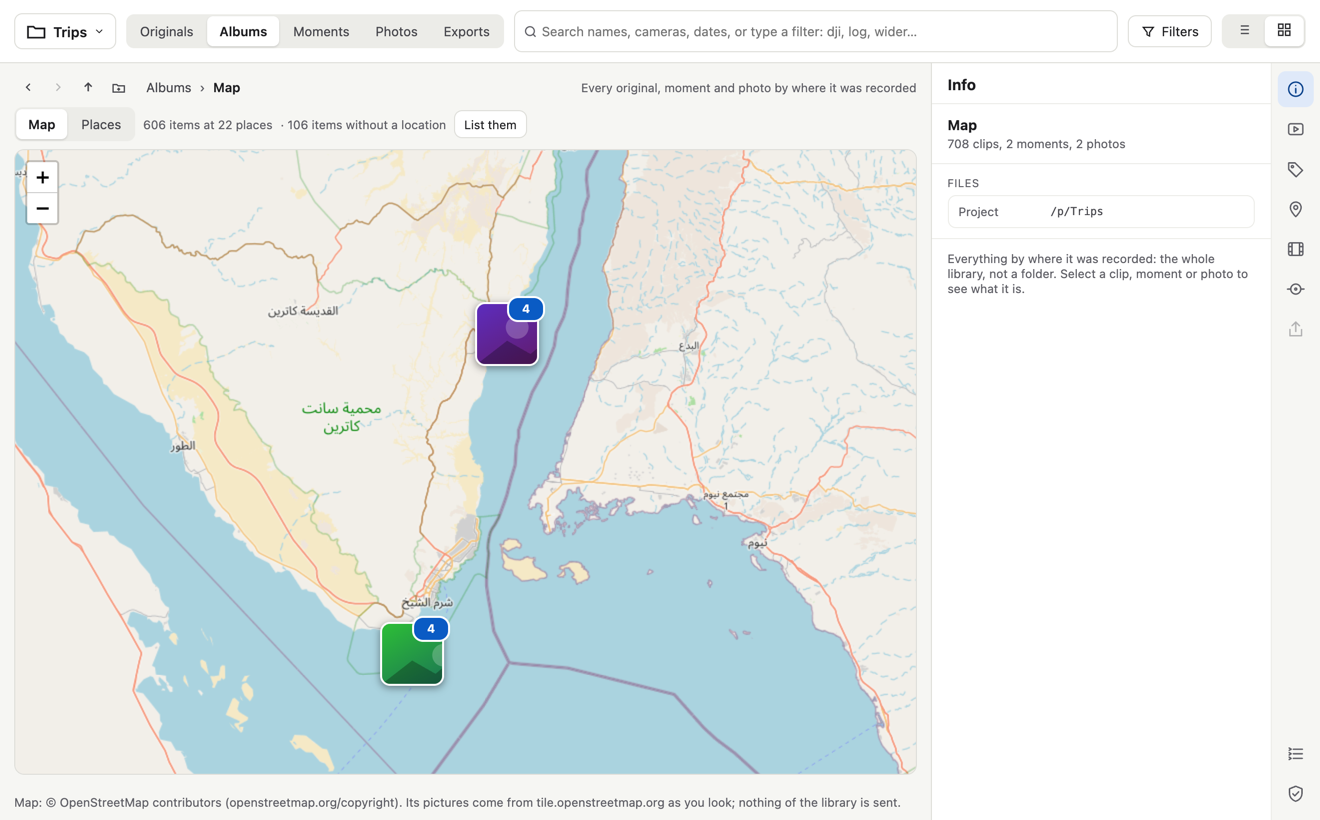 Trips
Originals
Albums
Moments
Photos
Exports
Search names, cameras, dates, or type a filter: dji, log, wider...
Filters
Albums › Map
Every original, moment and photo by where it was recorded
Map
Places
606 items at 22 places · 106 items without a location
List them
+
−
القديسة كاترين
4
البدع
محمية سانت
كاترين
الطور
مجتمع نيوم
1
نيوم
شرم الشيخ
4
Map: © OpenStreetMap contributors (openstreetmap.org/copyright). Its pictures come from tile.openstreetmap.org as you look; nothing of the library is sent.
Info
Map
708 clips, 2 moments, 2 photos
FILES
Project /p/Trips
Everything by where it was recorded: the whole
library, not a folder. Select a clip, moment or photo to
see what it is.